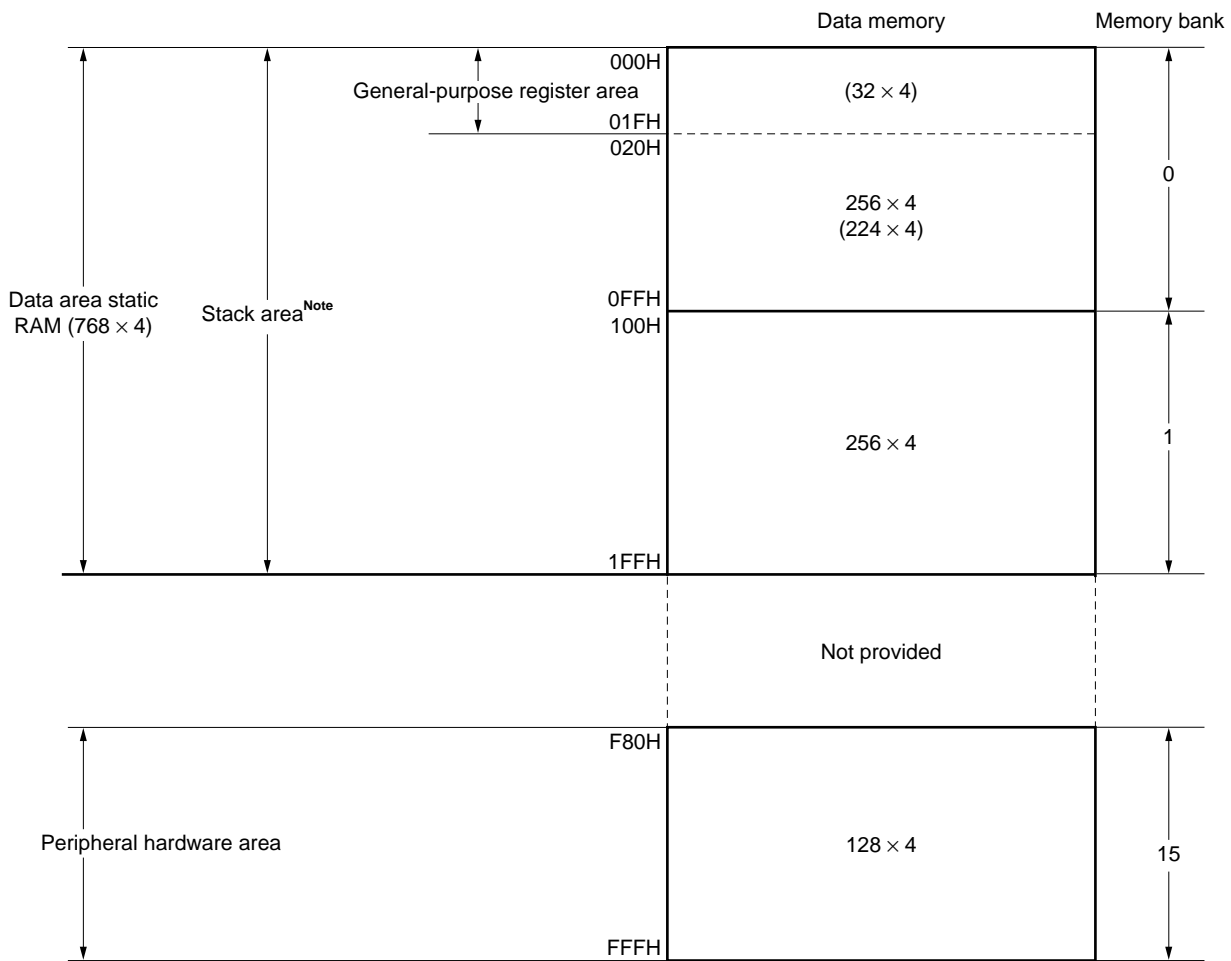 Data memory
Memory bank
000H
General-purpose register area
(32 × 4)
01FH
020H
0
256 × 4
(224 × 4)
Data area static
RAM (768 × 4)
Stack areaNote
0FFH
100H
256 × 4
1
1FFH
Not provided
F80H
Peripheral hardware area
128 × 4
15
FFFH